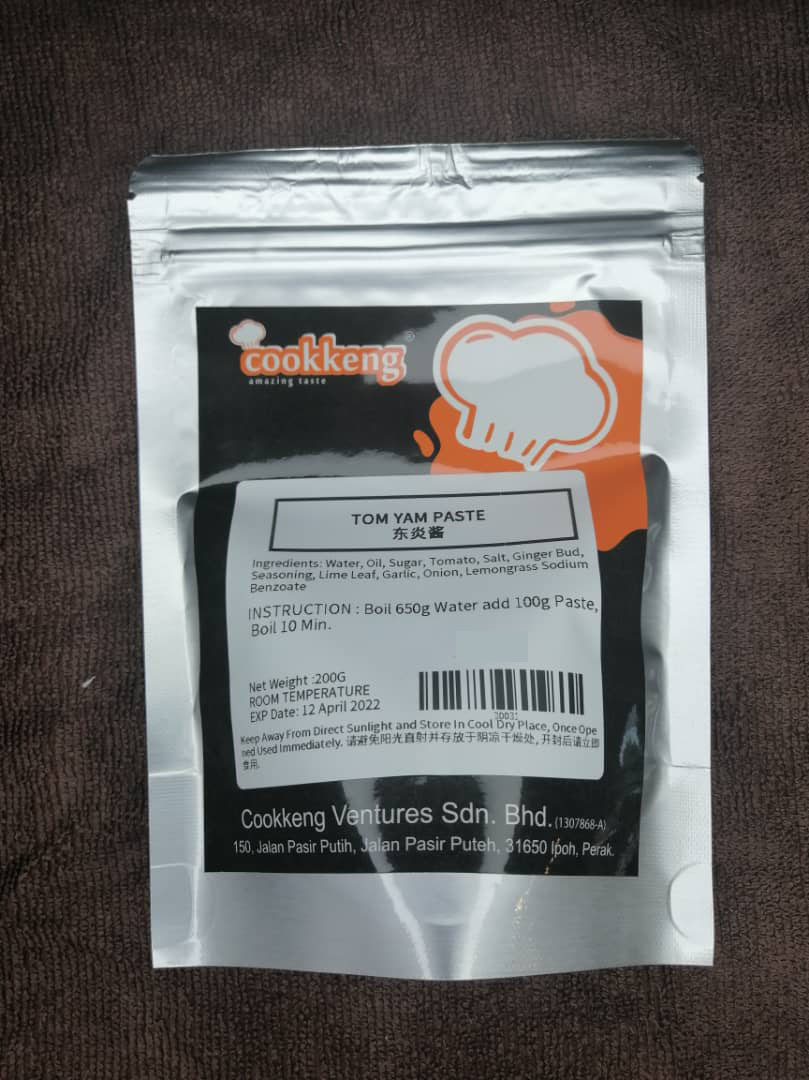 cookkeng®
amazing taste
TOM YAM PASTE
东炎酱
Ingredients: Water, Oil, Sugar, Tomato, Salt, Ginger Bud,
Seasoning, Lime Leaf, Garlic, Onion, Lemongrass Sodium
Benzoate
INSTRUCTION : Boil 650g Water add 100g Paste,
Boil 10 Min.
Net Weight :200G
ROOM TEMPERATURE
EXP Date: 12 April 2022
Keep Away From Direct Sunlight and Store In Cool Dry Place, Once Ope
ned Used Immediately. 请避免阳光直射并存放于阴凉干燥处, 开封后请立即
食用.
Cookkeng Ventures Sdn. Bhd. (1307868-A)
150, Jalan Pasir Putih, Jalan Pasir Puteh, 31650 Ipoh, Perak.